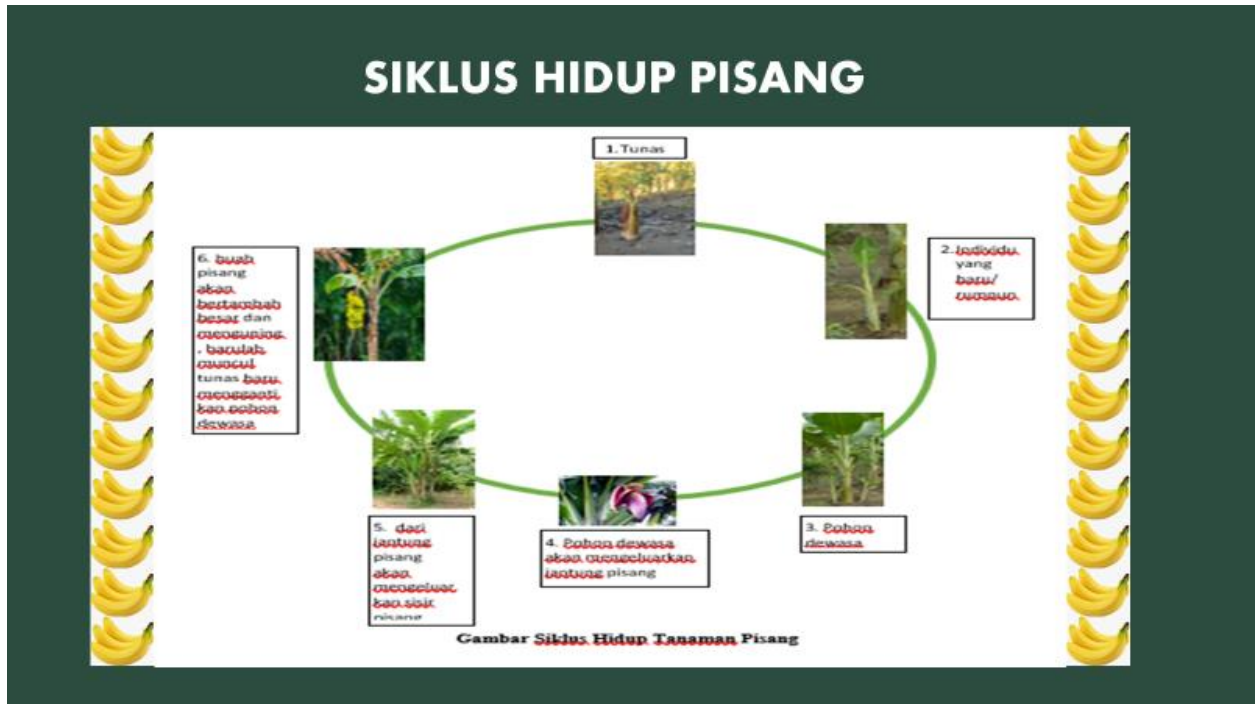 SIKLUS HIDUP PISANG
1. Tunas
2. Individu
yang
baru/
rumpun
3. Pohon
dewasa
4. Pohon dewasa
akan mengeluarkan
jantung pisang
5. dari
jantung
pisang
akan
mengeluar
kan sisir
pisang
6. buah
pisang
akan
bertambah
besar dan
menguning
, barulah
muncul
tunas baru
mengganti
kan pohon
dewasa
Gambar Siklus Hidup Tanaman Pisang